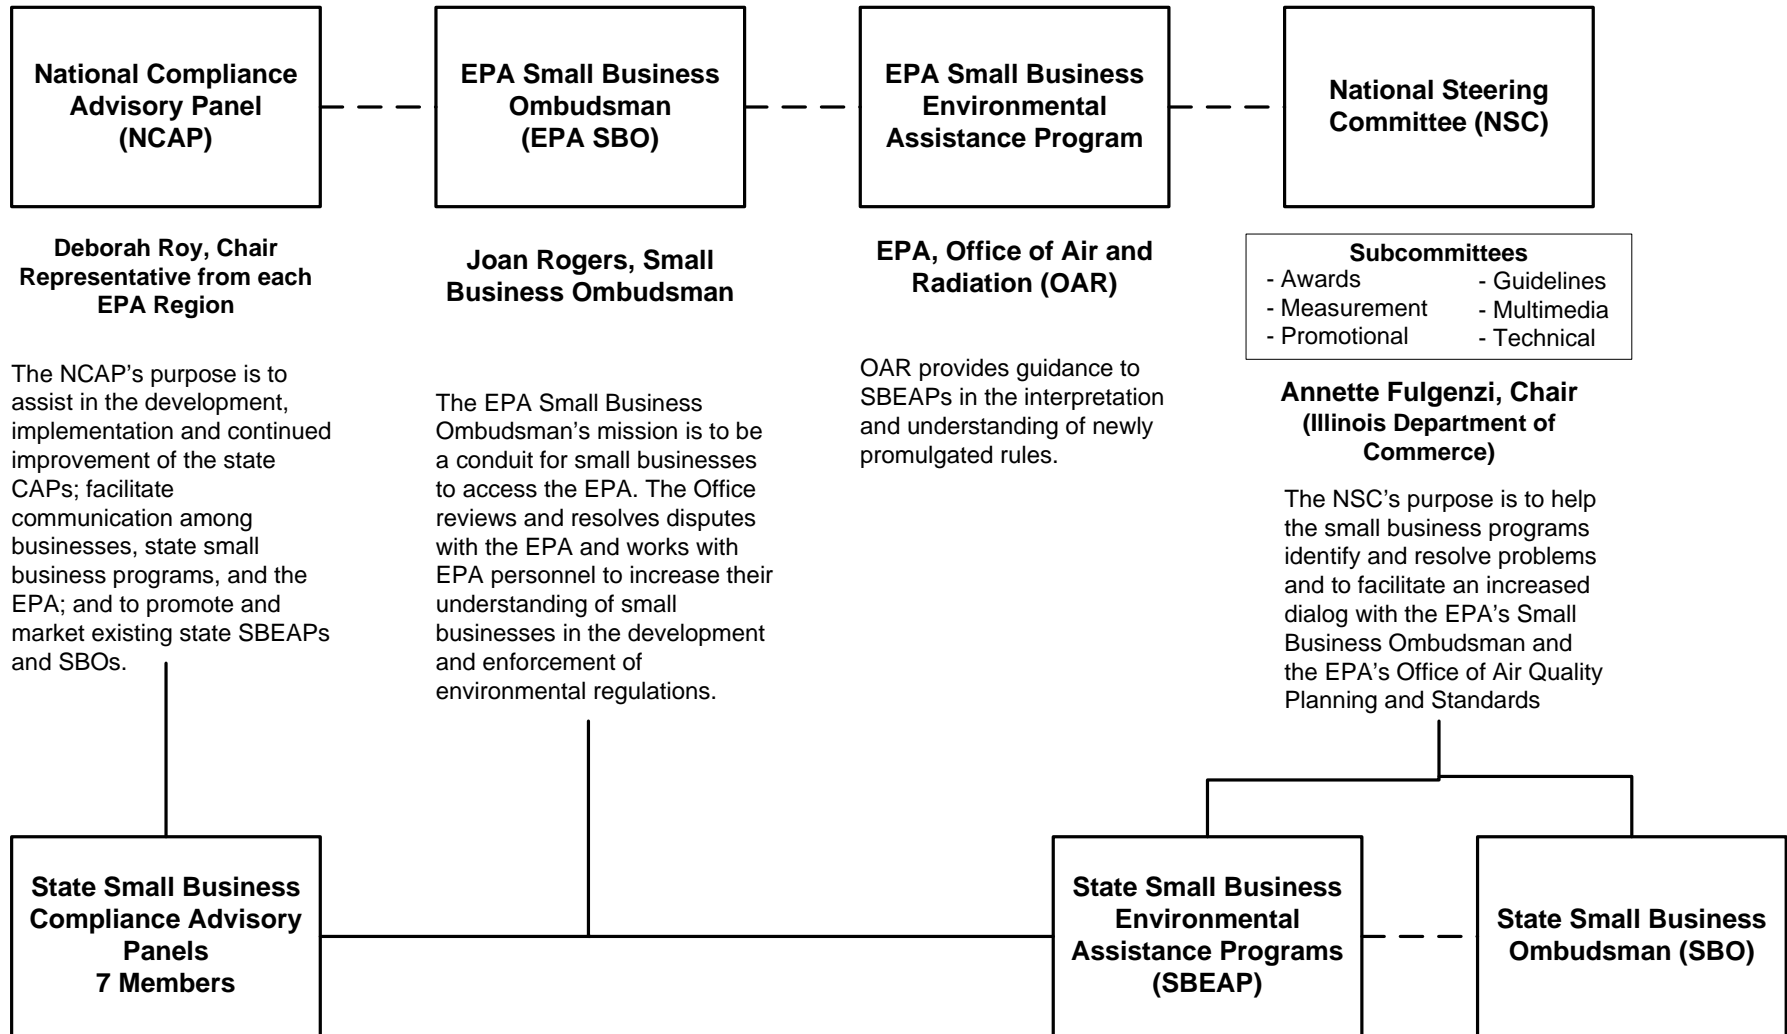 National Compliance
Advisory Panel
(NCAP)
EPA Small Business
Ombudsman
(EPA SBO)
EPA Small Business
Environmental
Assistance Program
National Steering
Committee (NSC)
Deborah Roy, Chair
Representative from each
EPA Region
Joan Rogers, Small
Business Ombudsman
EPA, Office of Air and
Radiation (OAR)
Subcommittees
- Awards
- Measurement
- Promotional
- Guidelines
- Multimedia
- Technical
Annette Fulgenzi, Chair
(Illinois Department of
Commerce)
The NCAP’s purpose is to
assist in the development,
implementation and continued
improvement of the state
CAPs; facilitate
communication among
businesses, state small
business programs, and the
EPA; and to promote and
market existing state SBEAPs
and SBOs.
The EPA Small Business
Ombudsman’s mission is to be
a conduit for small businesses
to access the EPA. The Office
reviews and resolves disputes
with the EPA and works with
EPA personnel to increase their
understanding of small
businesses in the development
and enforcement of
environmental regulations.
OAR provides guidance to
SBEAPs in the interpretation
and understanding of newly
promulgated rules.
The NSC’s purpose is to help
the small business programs
identify and resolve problems
and to facilitate an increased
dialog with the EPA’s Small
Business Ombudsman and
the EPA’s Office of Air Quality
Planning and Standards
State Small Business
Compliance Advisory
Panels
7 Members
State Small Business
Environmental
Assistance Programs
(SBEAP)
State Small Business
Ombudsman (SBO)